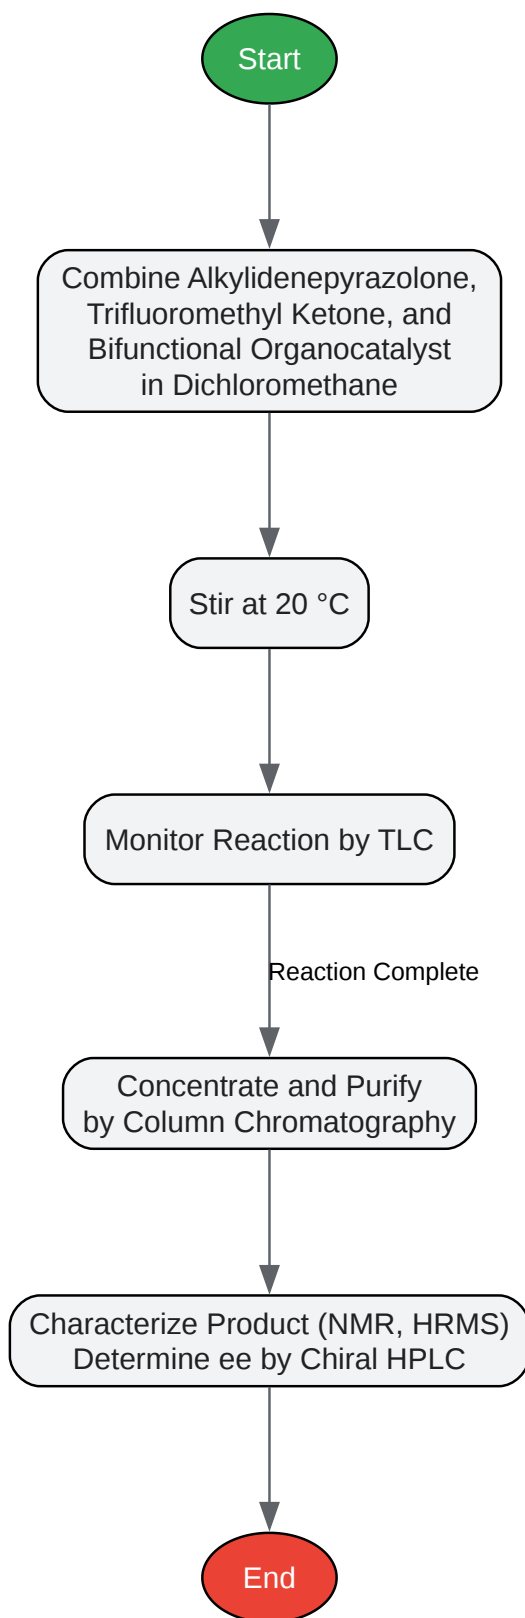 Start
Combine Alkylidenepyrazolone,
Trifluoromethyl Ketone, and
Bifunctional Organocatalyst
in Dichloromethane
Stir at 20 °C
Monitor Reaction by TLC
Reaction Complete
Concentrate and Purify
by Column Chromatography
Characterize Product (NMR, HRMS)
Determine ee by Chiral HPLC
End